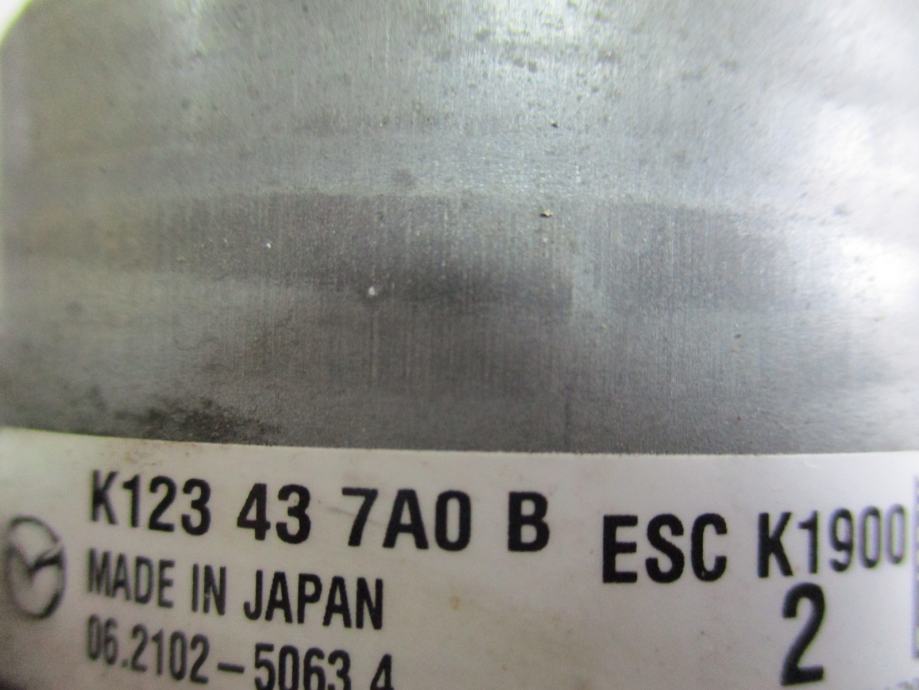 K123 43 7A0 B
ESC K1900
MADE IN JAPAN
2
06.2102-5063.4